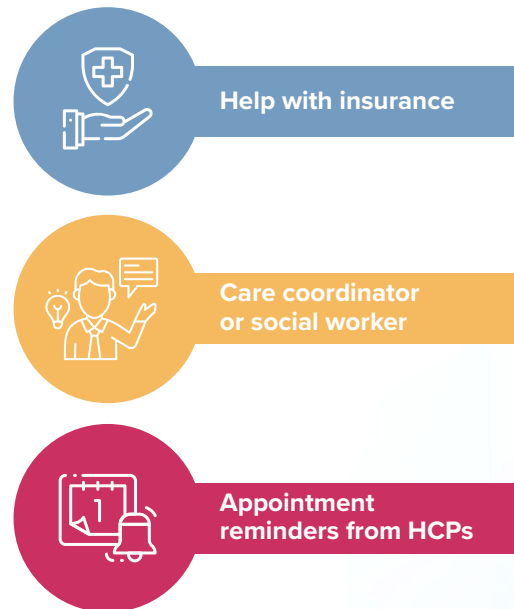 Help with insurance
Care coordinator
or social worker
1
Appointment
reminders from HCPs